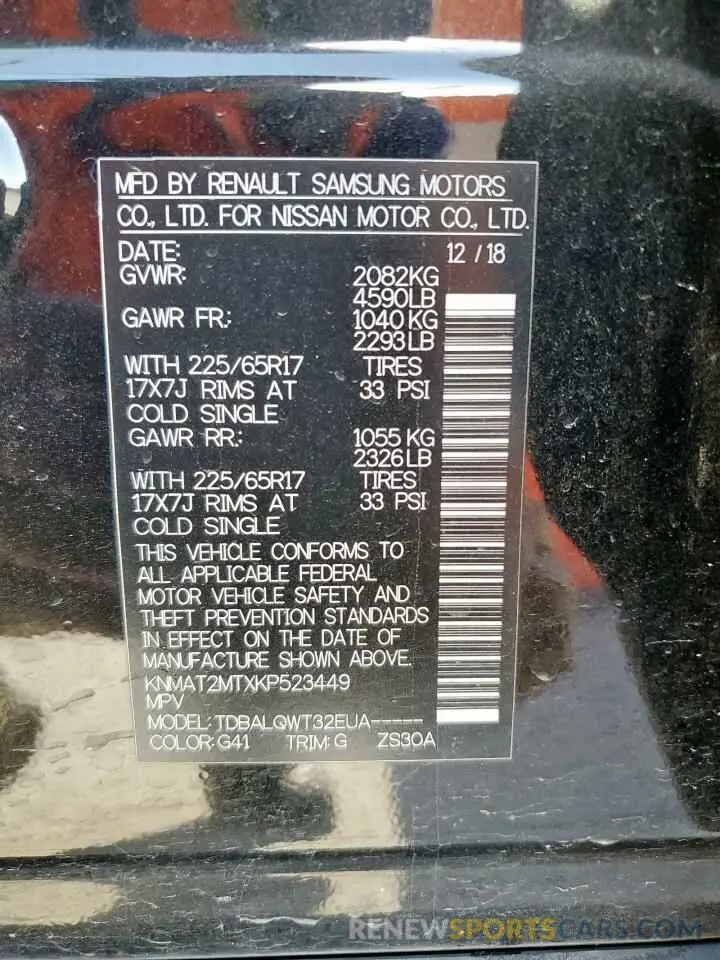 MFD BY RENAULT SAMSUNG MOTORS
CO., LTD. FOR NISSAN MOTOR CO., LTD.
DATE: 12 / 18
GVWR: 2082KG
4590LB
GAWR FR.: 1040 KG
2293LB
WITH 225/65R17 TIRES
17X7J RIMS AT 33 PSI
COLD SINGLE
GAWR RR.: 1055 KG
2326LB
WITH 225/65R17 TIRES
17X7J RIMS AT 33 PSI
COLD SINGLE
THIS VEHICLE CONFORMS TO
ALL APPLICABLE FEDERAL
MOTOR VEHICLE SAFETY AND
THEFT PREVENTION STANDARDS
IN EFFECT ON THE DATE OF
MANUFACTURE SHOWN ABOVE.
KNMAT2MTXKP523449
MPV
MODEL: TDBALQWT32EUA-----
COLOR: G41 TRIM: G ZS30A
RENEWSPORTSCARS.COM